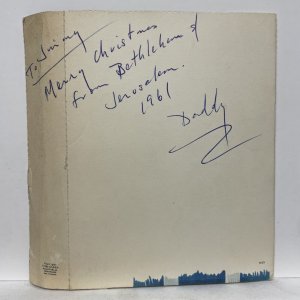 To Jimmy
Merry Christmas
from Bethlehem &
Jerusalem.
1961
Daddy